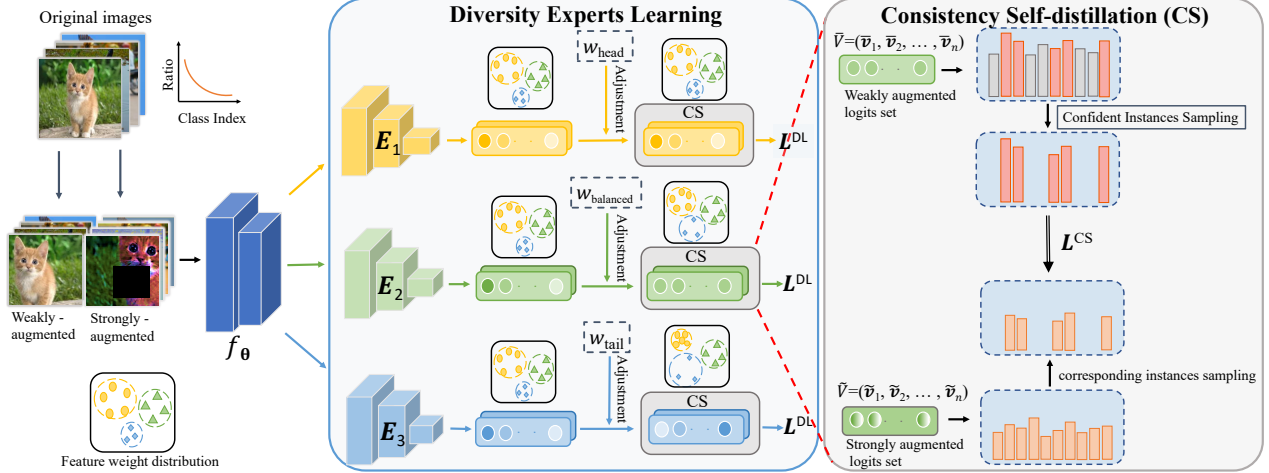 Original images
Ratio
Class Index
Weakly -
augmented
Strongly-
augmented
f_θ
Feature weight distribution
Diversity Experts Learning
w_head
Adjustment
E_1
CS
L^DL
w_balanced
Adjustment
E_2
CS
L^DL
w_tail
Adjustment
E_3
CS
L^DL
Consistency Self-distillation (CS)
V̄=(v̄_1, v̄_2, … , v̄_n)
Weakly augmented
logits set
Confident Instances Sampling
L^CS
corresponding instances sampling
Ṽ=(ṽ_1, ṽ_2, … , ṽ_n)
Strongly augmented
logits set